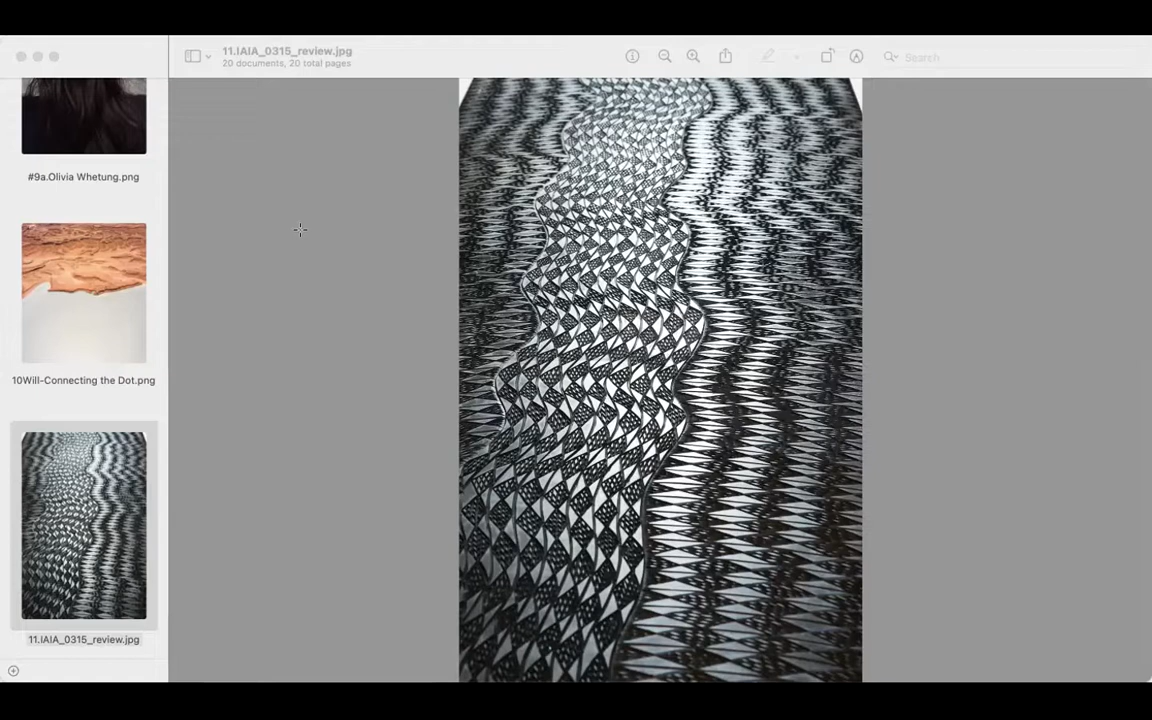 11.IAIA_0315_review.jpg
20 documents, 20 total pages
Search
#9a.Olivia Whetung.png
10Will-Connecting the Dot.png
11.IAIA_0315_review.jpg